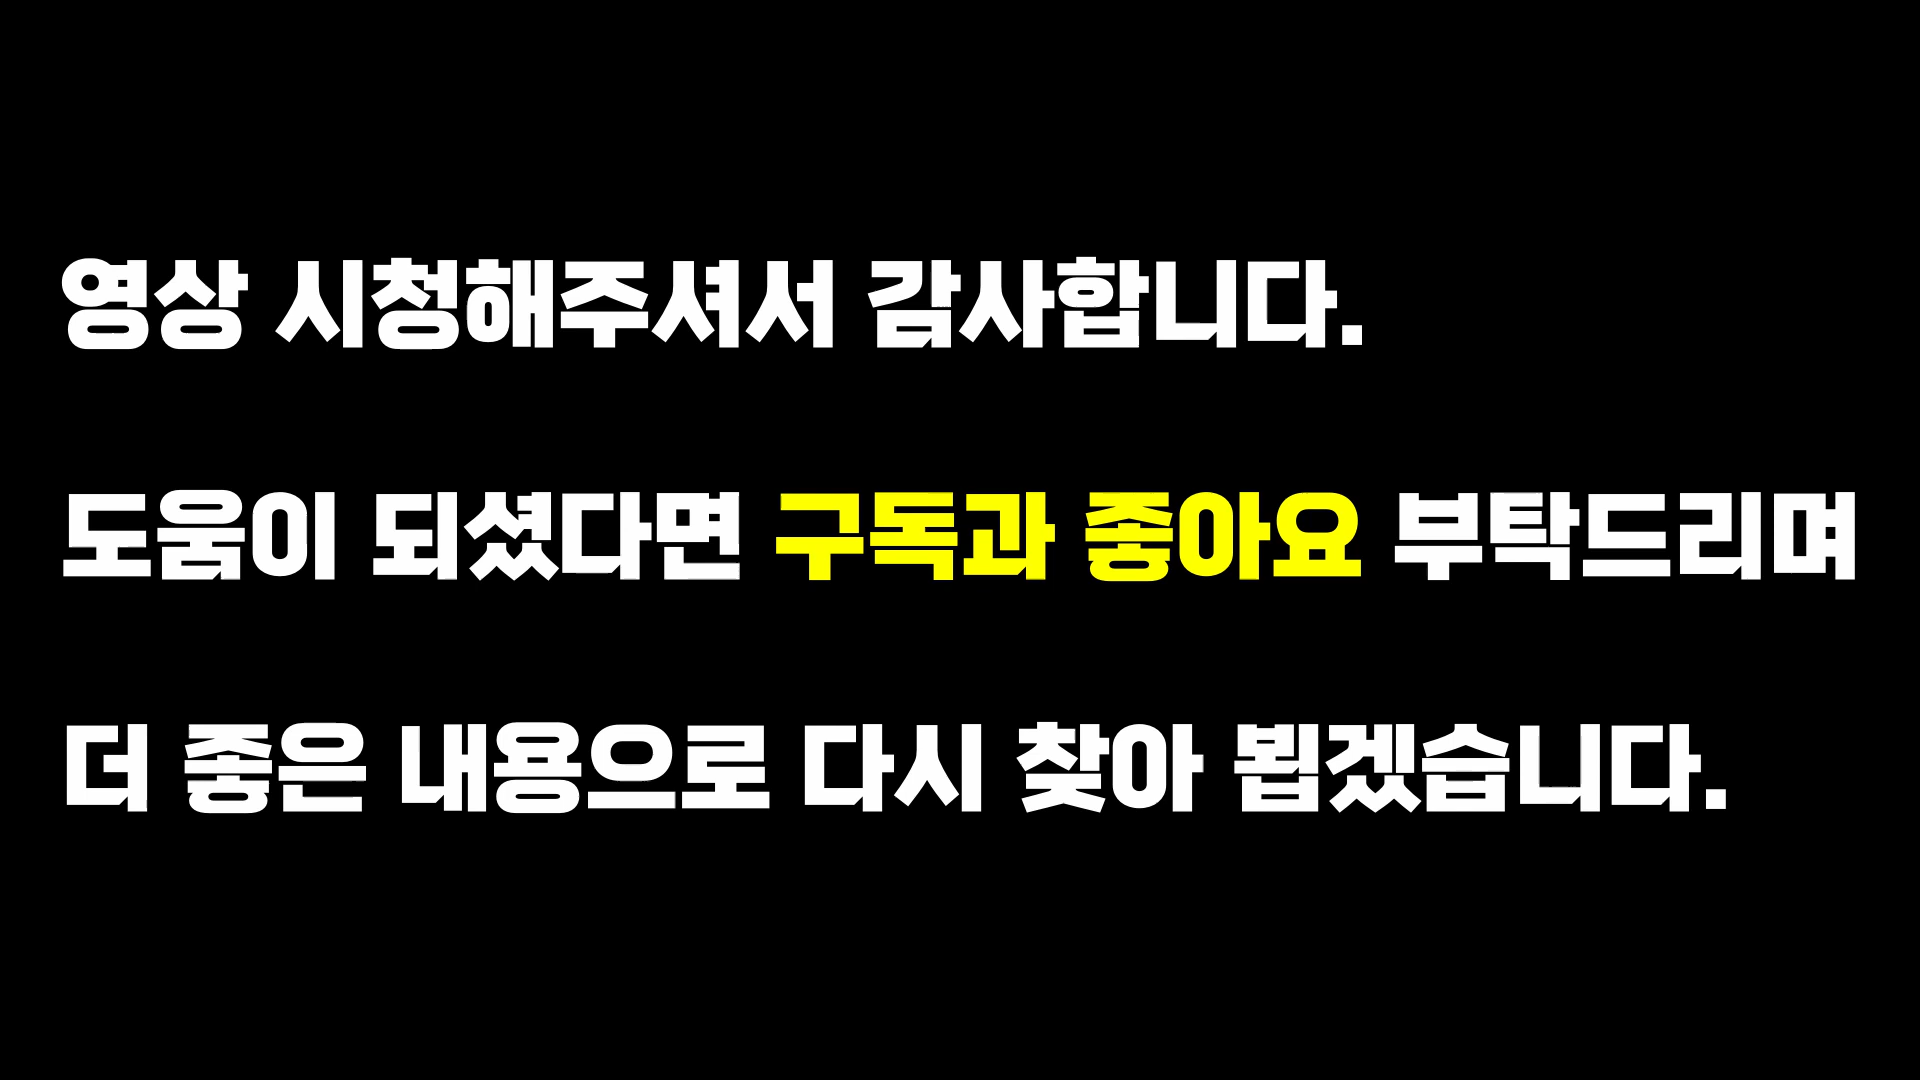 영상 시청해주셔서 감사합니다.
도움이 되셨다면 구독과 좋아요 부탁드리며
더 좋은 내용으로 다시 찾아 뵙겠습니다.